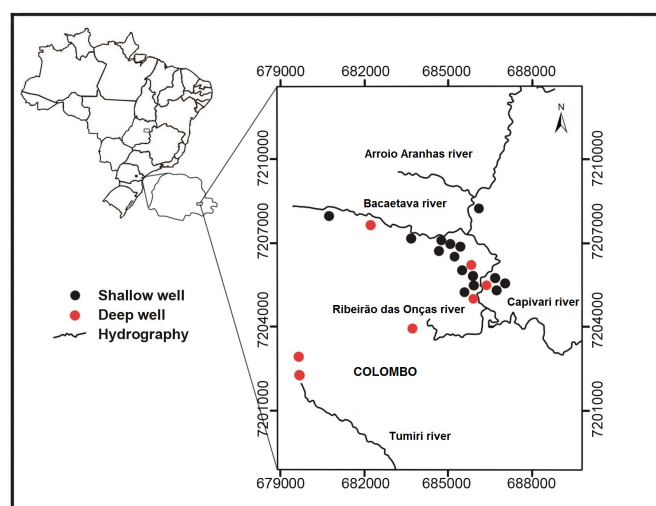 679000 682000 685000 688000
N
7210000 7210000
Arroio Aranhas river
Bacaetava river
7207000 7207000
Shallow well
Deep well
Hydrography
Ribeirão das Onças river
Capivari river
7204000 7204000
COLOMBO
7201000 7201000
Tumiri river
679000 682000 685000 688000